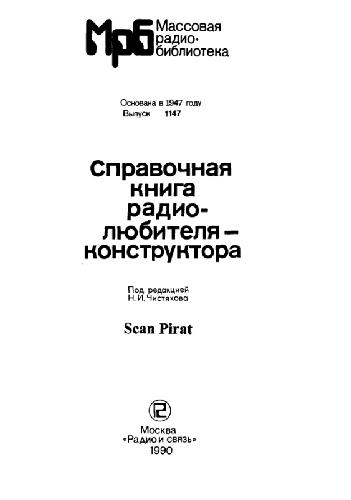 МРБ Массовая
радио-
библиотека
Основана в 1947 году
Выпуск 1147
Справочная
книга
радио-
любителя—
конструктора
Под редакцией
Н. И. Чистякова
Scan Pirat
Москва
«Радио и связь»
1990